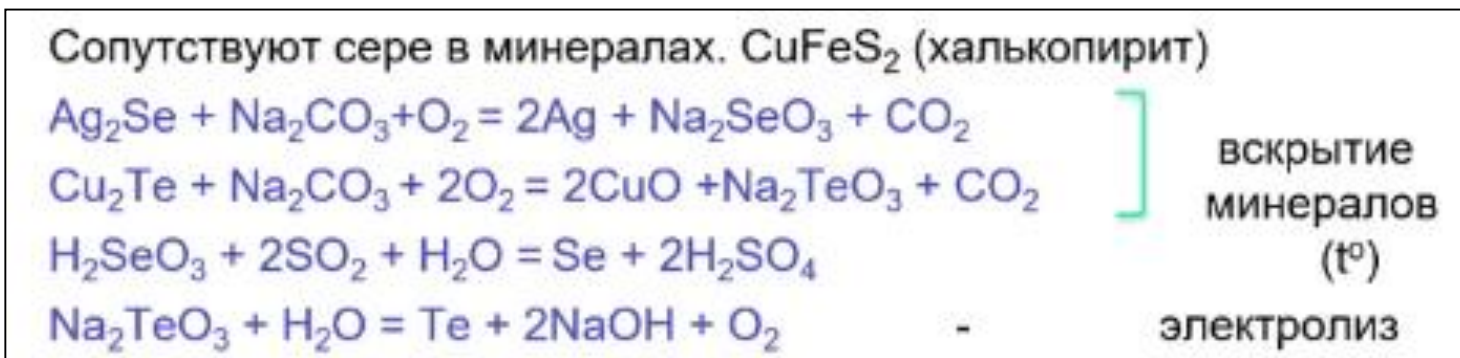 Сопутствуют сере в минералах. CuFeS₂ (халькопирит)
Ag₂Se + Na₂CO₃+O₂ = 2Ag + Na₂SeO₃ + CO₂
Cu₂Te + Na₂CO₃ + 2O₂ = 2CuO +Na₂TeO₃ + CO₂
вскрытие
минералов
(tº)
H₂SeO₃ + 2SO₂ + H₂O = Se + 2H₂SO₄
Na₂TeO₃ + H₂O = Te + 2NaOH + O₂ - электролиз